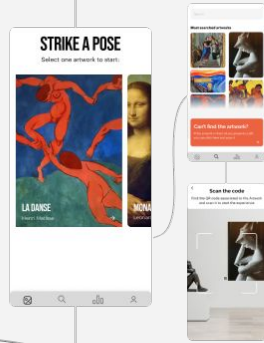 STRIKE A POSE
Select one artwork to start:
LA DANSE
Henri Matisse
MONA
Leonar
Most searched artworks
Can't find the artwork?
Scan the code